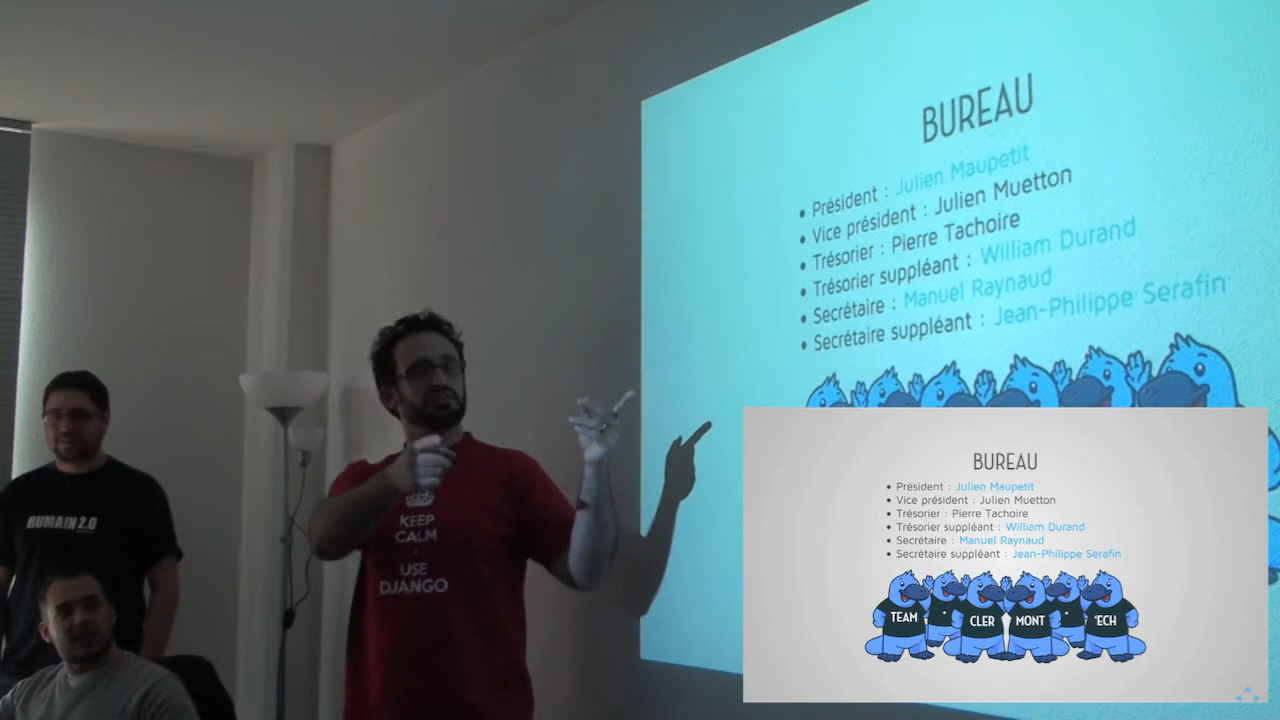 BUREAU
• Président : Julien Maupetit
• Vice président : Julien Muetton
• Trésorier : Pierre Tachoire
• Trésorier suppléant : William Durand
• Secrétaire : Manuel Raynaud
• Secrétaire suppléant : Jean-Philippe Serafin
HUMAIN 2.0
KEEP
CALM
USE
DJANGO
BUREAU
• Président : Julien Maupetit
• Vice président : Julien Muetton
• Trésorier : Pierre Tachoire
• Trésorier suppléant : William Durand
• Secrétaire : Manuel Raynaud
• Secrétaire suppléant : Jean-Philippe Serafin
TEAM CLER MONT 'ECH